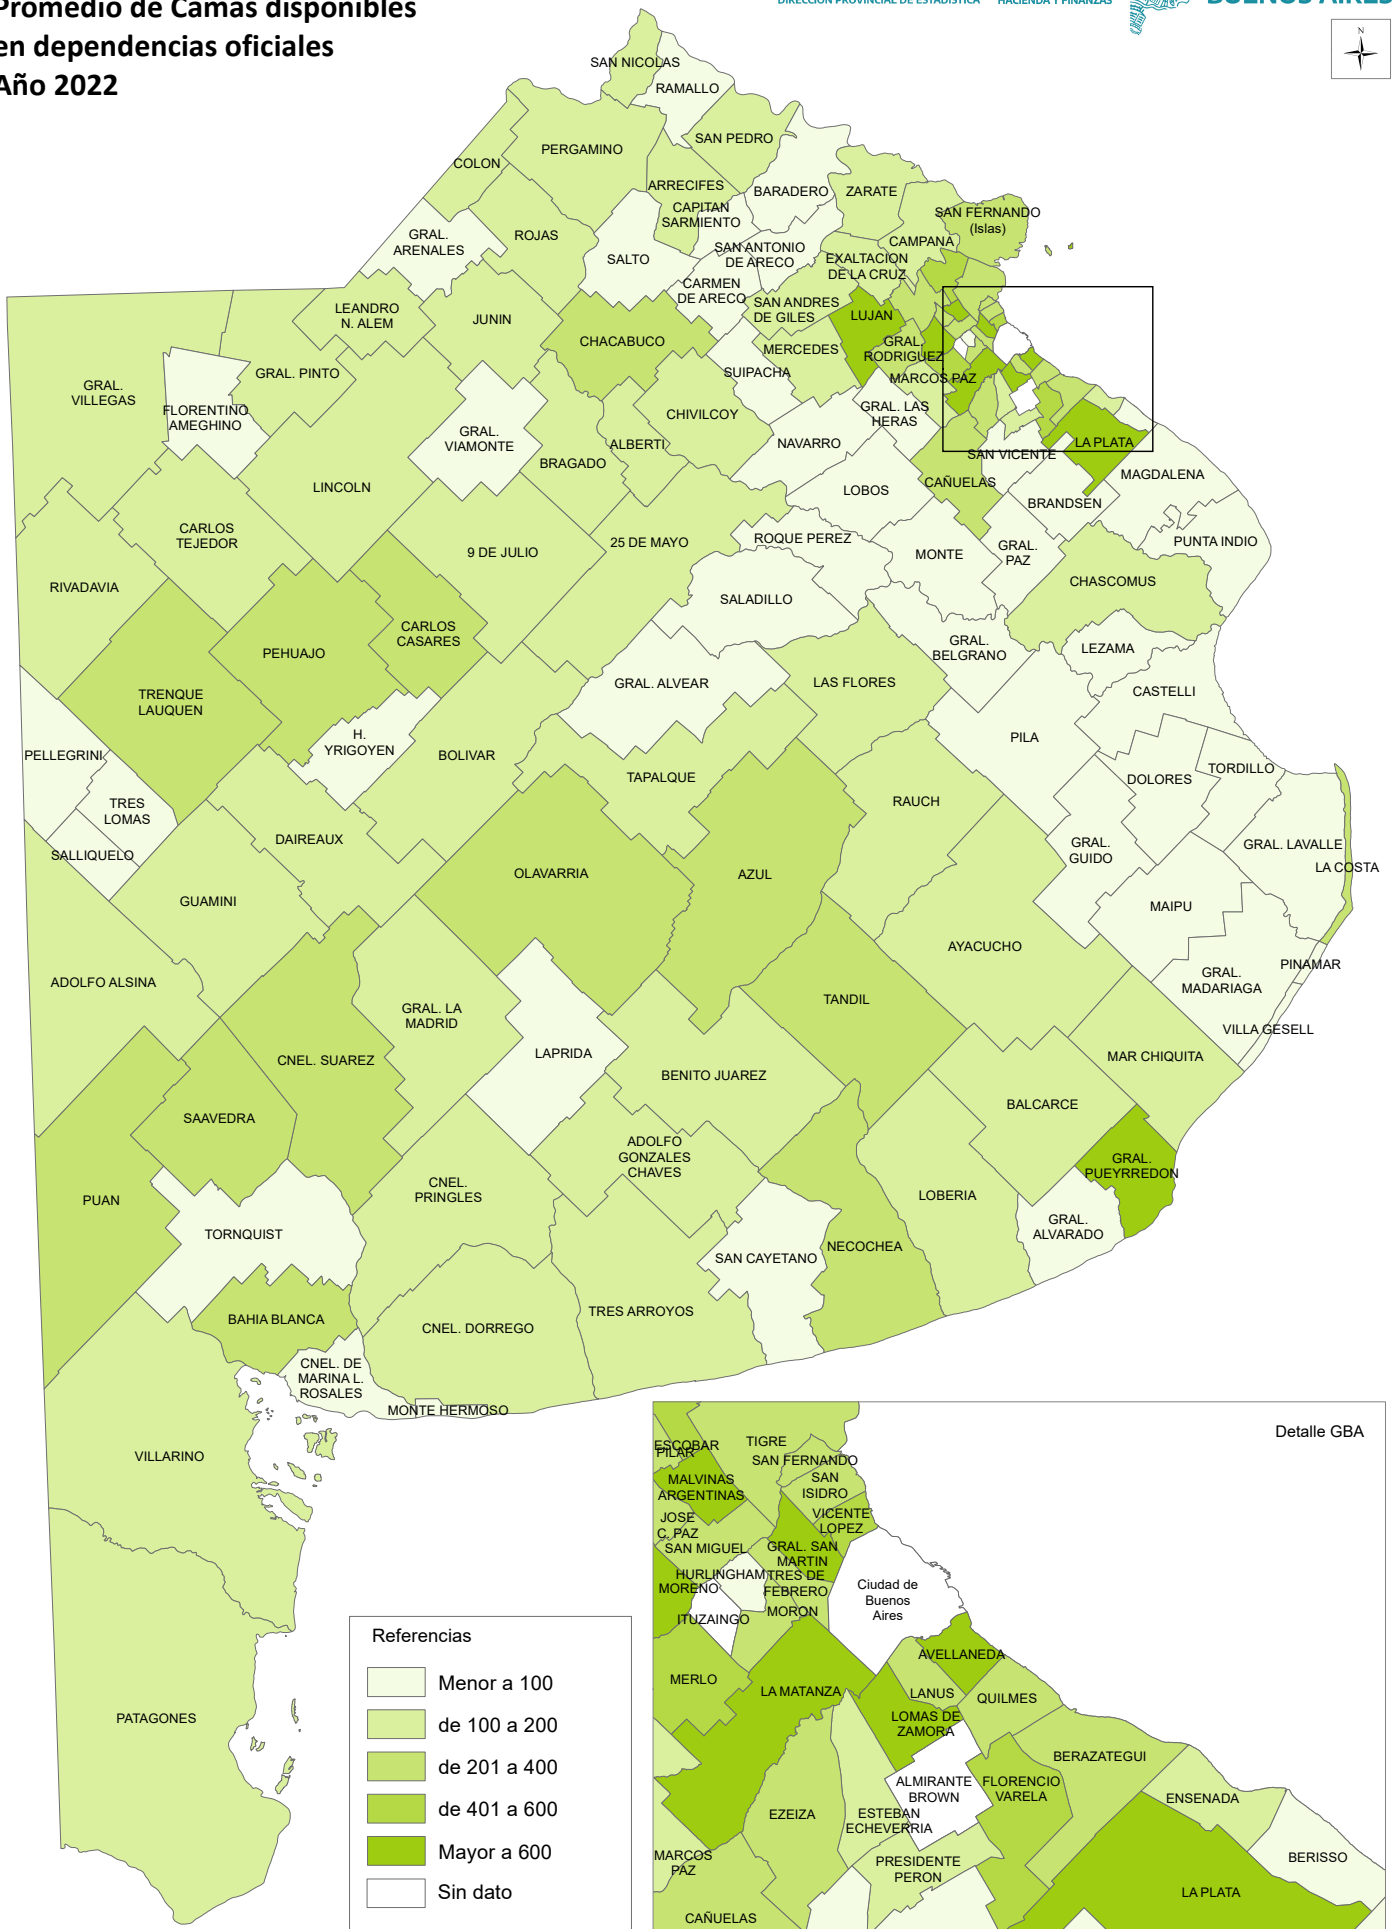 Promedio de Camas disponibles
en dependencias oficiales
Año 2022
DIRECCIÓN PROVINCIAL DE ESTADÍSTICA
HACIENDA Y FINANZAS
BUENOS AIRES
N
SAN NICOLAS
RAMALLO
SAN PEDRO
PERGAMINO
COLON
ARRECIFES
BARADERO
ZARATE
CAPITAN
SARMIENTO
SAN FERNANDO
(Islas)
ROJAS
GRAL.
ARENALES
SALTO
SAN ANTONIO
DE ARECO
CAMPANA
EXALTACION
DE LA CRUZ
CARMEN
DE ARECO
SAN ANDRES
DE GILES
LUJAN
LEANDRO
N. ALEM
JUNIN
CHACABUCO
MERCEDES
GRAL.
RODRIGUEZ
SUIPACHA
MARCOS PAZ
GRAL.
VILLEGAS
GRAL. PINTO
FLORENTINO
AMEGHINO
CHIVILCOY
GRAL. LAS
HERAS
GRAL.
VIAMONTE
ALBERTI
NAVARRO
LA PLATA
BRAGADO
SAN VICENTE
MAGDALENA
LINCOLN
LOBOS
CAÑUELAS
BRANDSEN
CARLOS
TEJEDOR
9 DE JULIO
25 DE MAYO
ROQUE PEREZ
MONTE
GRAL.
PAZ
PUNTA INDIO
RIVADAVIA
CHASCOMUS
SALADILLO
CARLOS
CASARES
PEHUAJO
GRAL.
BELGRANO
LEZAMA
TRENQUE
LAUQUEN
GRAL. ALVEAR
LAS FLORES
CASTELLI
H.
YRIGOYEN
PELLEGRINI
BOLIVAR
PILA
TAPALQUE
DOLORES
TORDILLO
TRES
LOMAS
RAUCH
SALLIQUELO
DAIREAUX
GRAL.
GUIDO
GRAL. LAVALLE
LA COSTA
OLAVARRIA
AZUL
GUAMINI
MAIPU
AYACUCHO
ADOLFO ALSINA
PINAMAR
GRAL.
MADARIAGA
GRAL. LA
MADRID
TANDIL
VILLA GESELL
CNEL. SUAREZ
LAPRIDA
MAR CHIQUITA
BENITO JUAREZ
SAAVEDRA
BALCARCE
ADOLFO
GONZALES
CHAVES
GRAL.
PUEYRREDON
PUAN
CNEL.
PRINGLES
LOBERIA
GRAL.
ALVARADO
TORNQUIST
SAN CAYETANO
NECOCHEA
BAHIA BLANCA
CNEL. DORREGO
TRES ARROYOS
CNEL. DE
MARINA L.
ROSALES
MONTE HERMOSO
VILLARINO
PATAGONES
Referencias
Menor a 100
de 100 a 200
de 201 a 400
de 401 a 600
Mayor a 600
Sin dato
Detalle GBA
ESCOBAR
PILAR
TIGRE
SAN FERNANDO
MALVINAS
ARGENTINAS
SAN
ISIDRO
JOSE
C. PAZ
VICENTE
LOPEZ
SAN MIGUEL
GRAL. SAN
MARTIN
HURLINGHAM
TRES DE
FEBRERO
MORENO
Ciudad de
Buenos
Aires
ITUZAINGO
MORON
AVELLANEDA
MERLO
LA MATANZA
LANUS
QUILMES
LOMAS DE
ZAMORA
BERAZATEGUI
ALMIRANTE
BROWN
FLORENCIO
VARELA
ENSENADA
EZEIZA
ESTEBAN
ECHEVERRIA
MARCOS
PAZ
PRESIDENTE
PERON
BERISSO
LA PLATA
CAÑUELAS